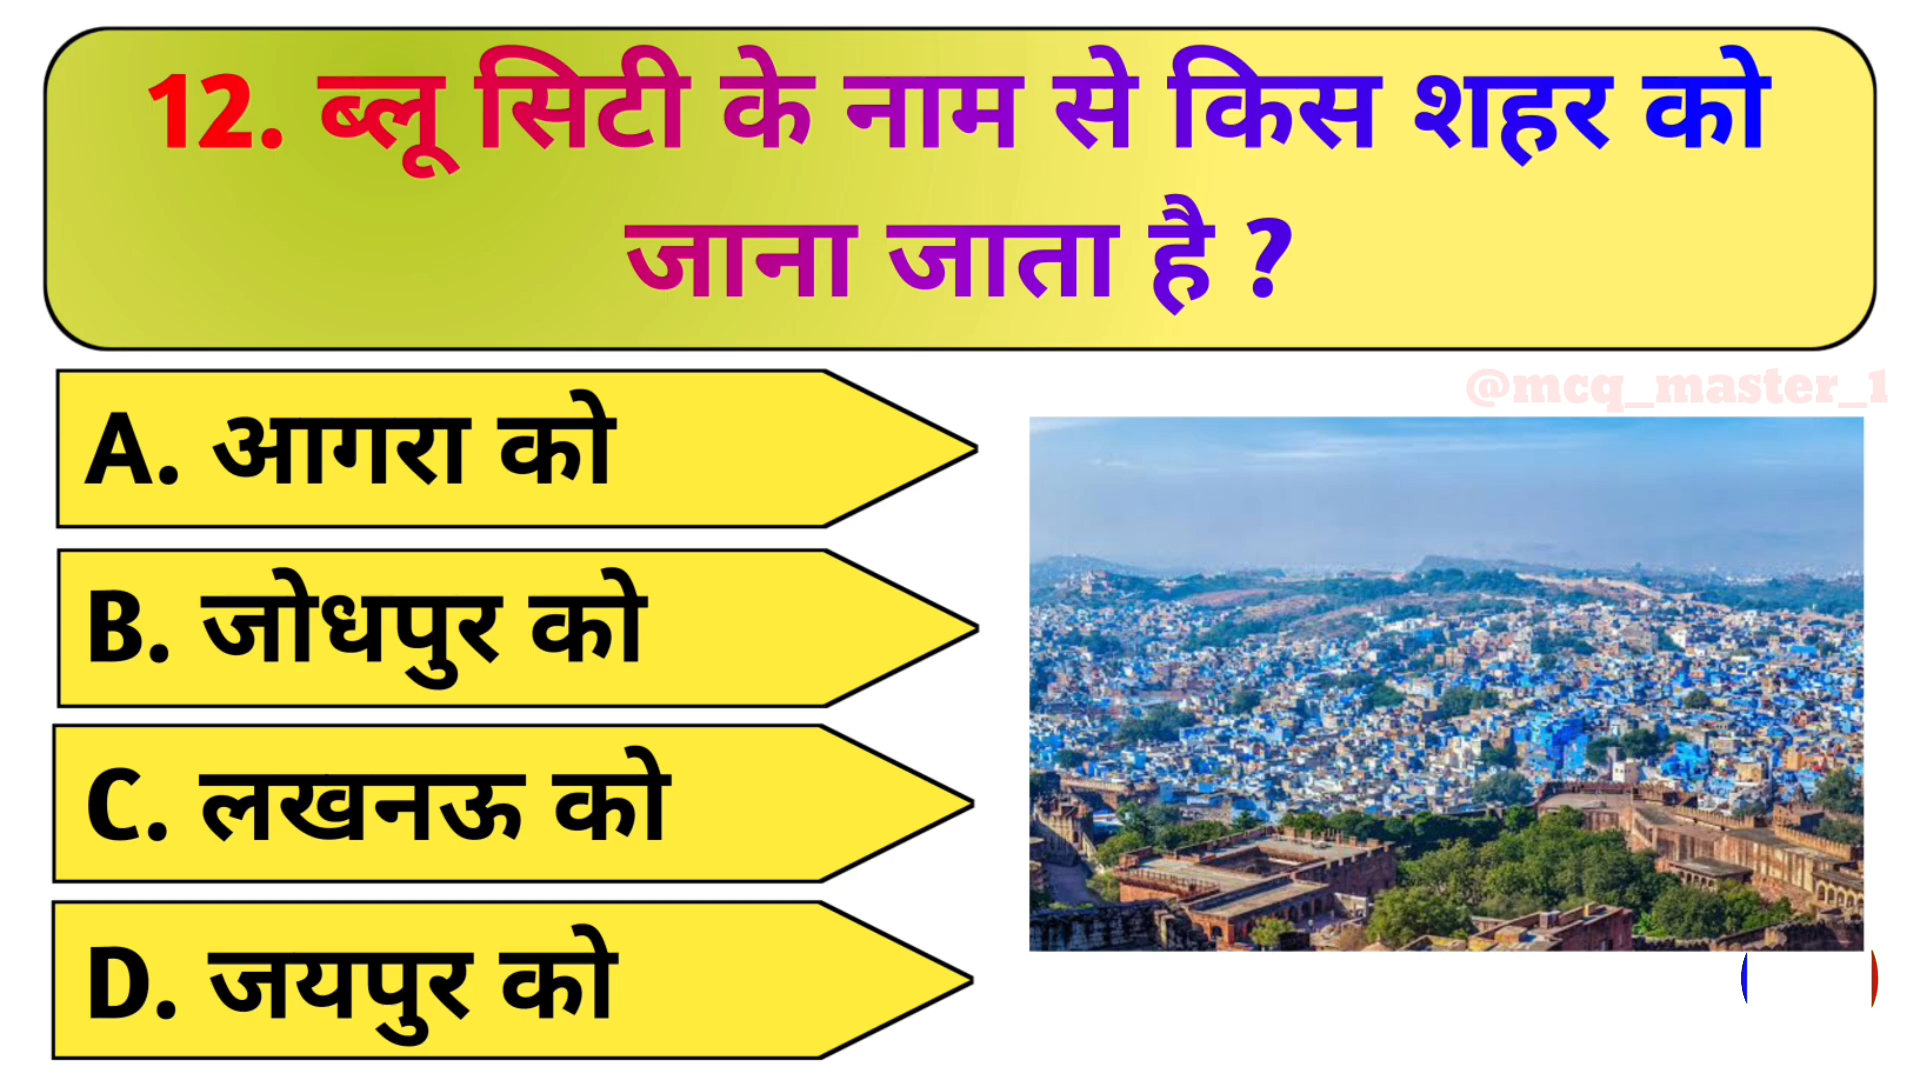 12. ब्लू सिटी के नाम से किस शहर को
जाना जाता है ?
@mcq_master_1
A. आगरा को
B. जोधपुर को
C. लखनऊ को
D. जयपुर को